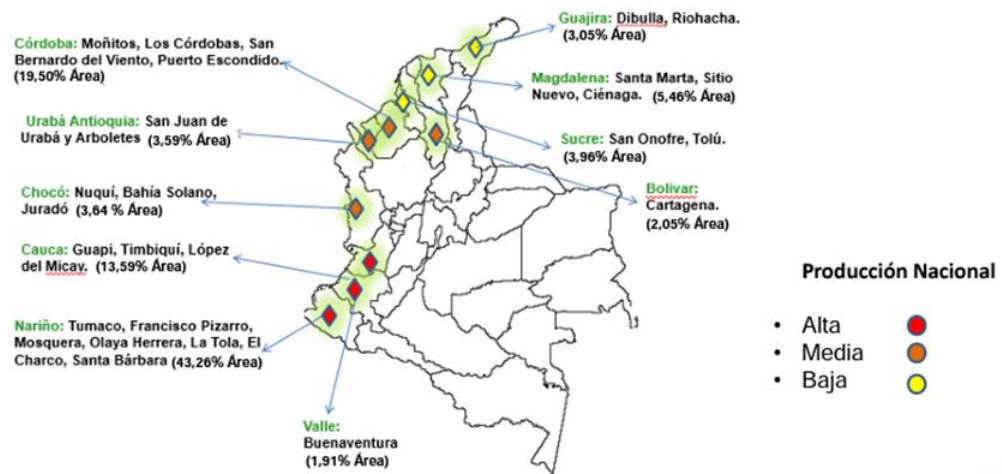 Córdoba: Moñitos, Los Córdobas, San
Bernardo del Viento, Puerto Escondido.
(19,50% Área)
Urabá Antioquia: San Juan de
Urabá y Arboletes (3,59% Área)
Chocó: Nuquí, Bahía Solano,
Juradó (3,64 % Área)
Cauca: Guapi, Timbiquí, López
del Micay. (13,59% Área)
Nariño: Tumaco, Francisco Pizarro,
Mosquera, Olaya Herrera, La Tola, El
Charco, Santa Bárbara (43,26% Área)
Valle:
Buenaventura
(1,91% Área)
Guajira: Dibulla, Riohacha.
(3,05% Área)
Magdalena: Santa Marta, Sitio
Nuevo, Ciénaga. (5,46% Área)
Sucre: San Onofre, Tolú.
(3,96% Área)
Bolívar:
Cartagena.
(2,05% Área)
Producción Nacional
• Alta
• Media
• Baja